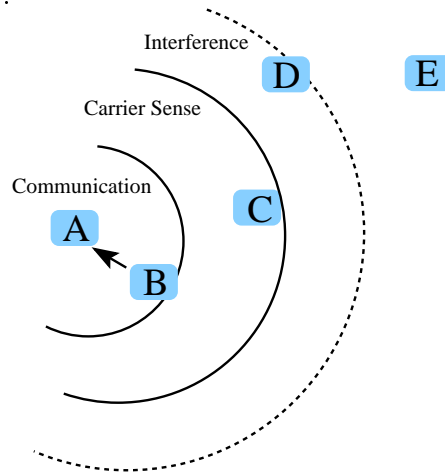 Interference
D
E
Carrier Sense
Communication
C
A
B